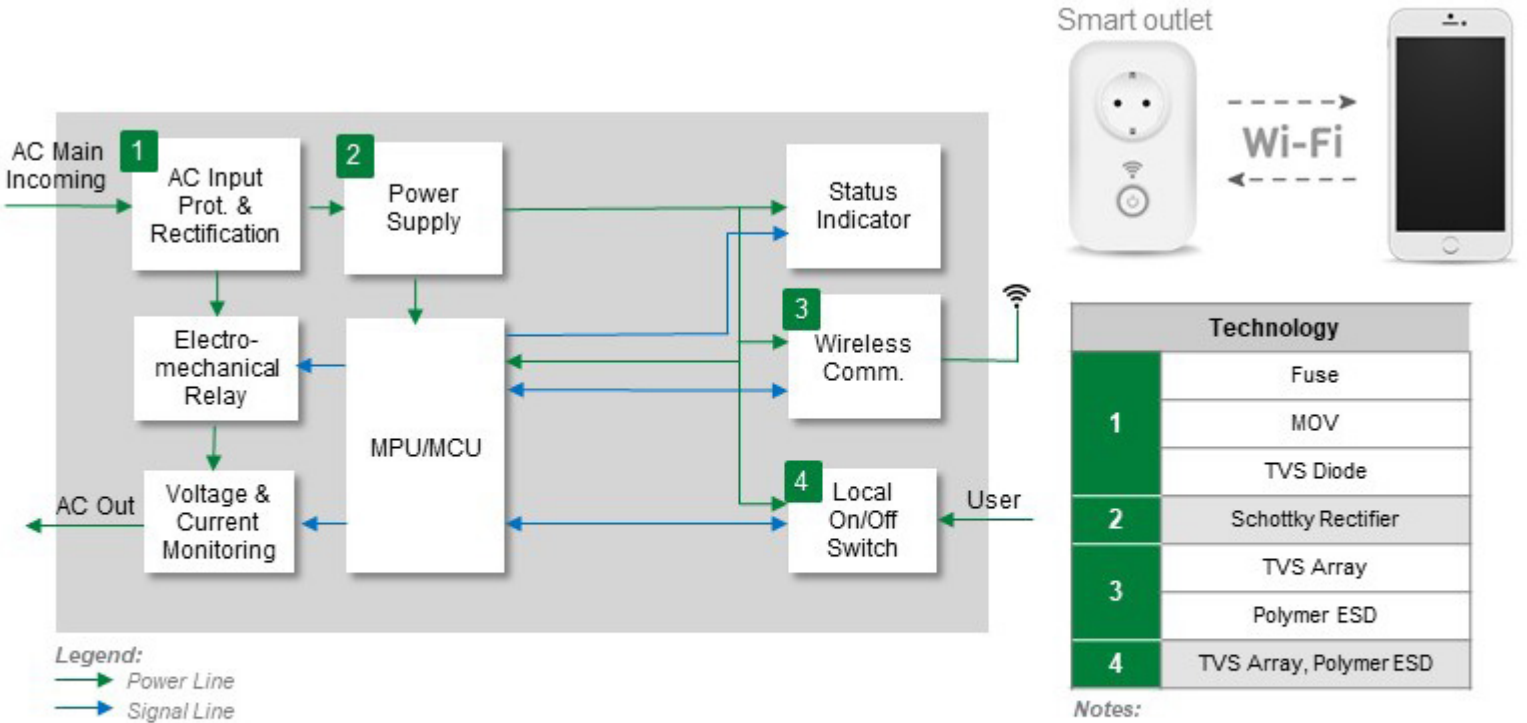 Smart outlet
Wi-Fi
AC Main
Incoming
1
AC Input
Prot. &
Rectification
2
Power
Supply
Status
Indicator
3
Wireless
Comm.
Electro-
mechanical
Relay
MPU/MCU
4
Local
On/Off
Switch
User
AC Out
Voltage &
Current
Monitoring
Legend:
Power Line
Signal Line
Technology
1
Fuse
MOV
TVS Diode
2
Schottky Rectifier
3
TVS Array
Polymer ESD
4
TVS Array, Polymer ESD
Notes: